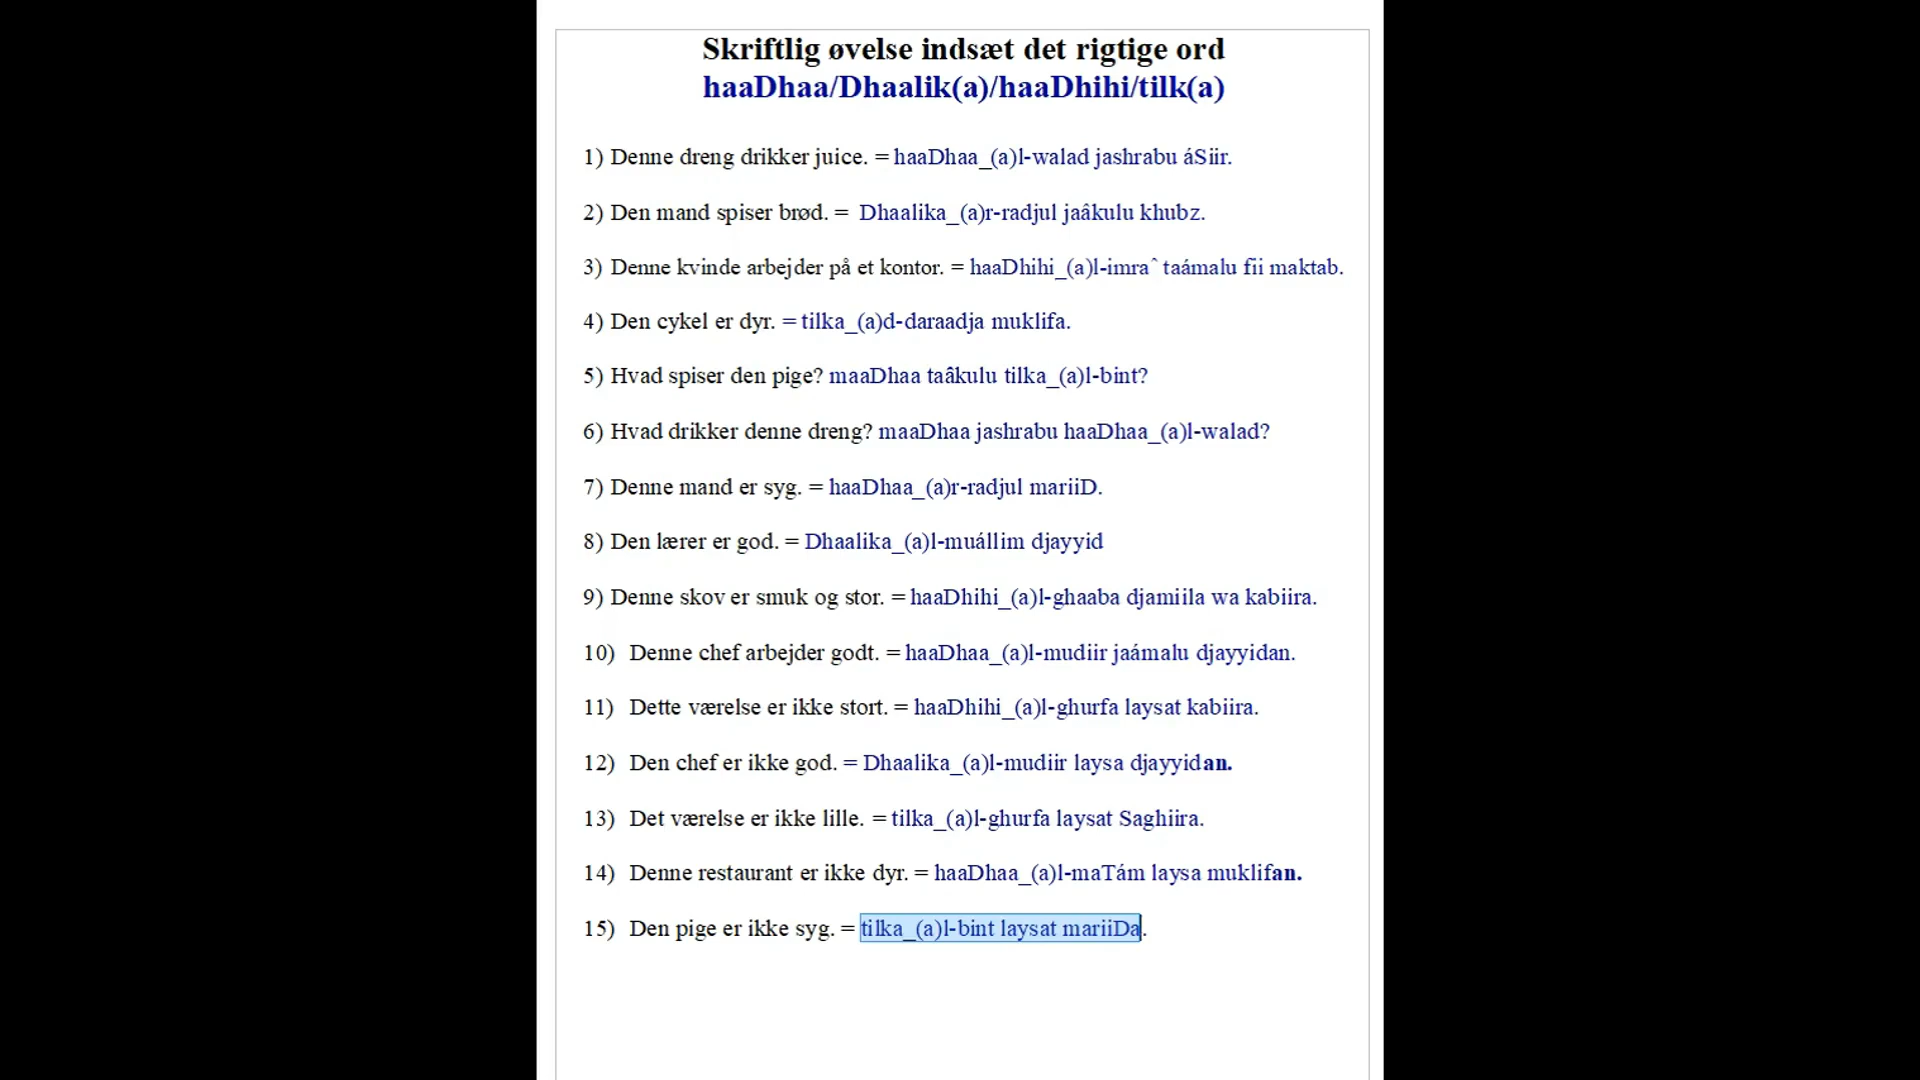 Skriftlig øvelse indsæt det rigtige ord
haaDhaa/Dhaalik(a)/haaDhihi/tilk(a)
1) Denne dreng drikker juice. = haaDhaa_(a)l-walad jashrabu áSiir.
2) Den mand spiser brød. = Dhaalika_(a)r-radjul jaâkulu khubz.
3) Denne kvinde arbejder på et kontor. = haaDhihi_(a)l-imraˆ taámalu fii maktab.
4) Den cykel er dyr. = tilka_(a)d-daraadja muklifa.
5) Hvad spiser den pige? maaDhaa taâkulu tilka_(a)l-bint?
6) Hvad drikker denne dreng? maaDhaa jashrabu haaDhaa_(a)l-walad?
7) Denne mand er syg. = haaDhaa_(a)r-radjul mariiD.
8) Den lærer er god. = Dhaalika_(a)l-muállim djayyid
9) Denne skov er smuk og stor. = haaDhihi_(a)l-ghaaba djamiila wa kabiira.
10) Denne chef arbejder godt. = haaDhaa_(a)l-mudiir jaámalu djayyidan.
11) Dette værelse er ikke stort. = haaDhihi_(a)l-ghurfa laysat kabiira.
12) Den chef er ikke god. = Dhaalika_(a)l-mudiir laysa djayyidan.
13) Det værelse er ikke lille. = tilka_(a)l-ghurfa laysat Saghiira.
14) Denne restaurant er ikke dyr. = haaDhaa_(a)l-maTám laysa muklifan.
15) Den pige er ikke syg. = tilka_(a)l-bint laysat mariiDa.